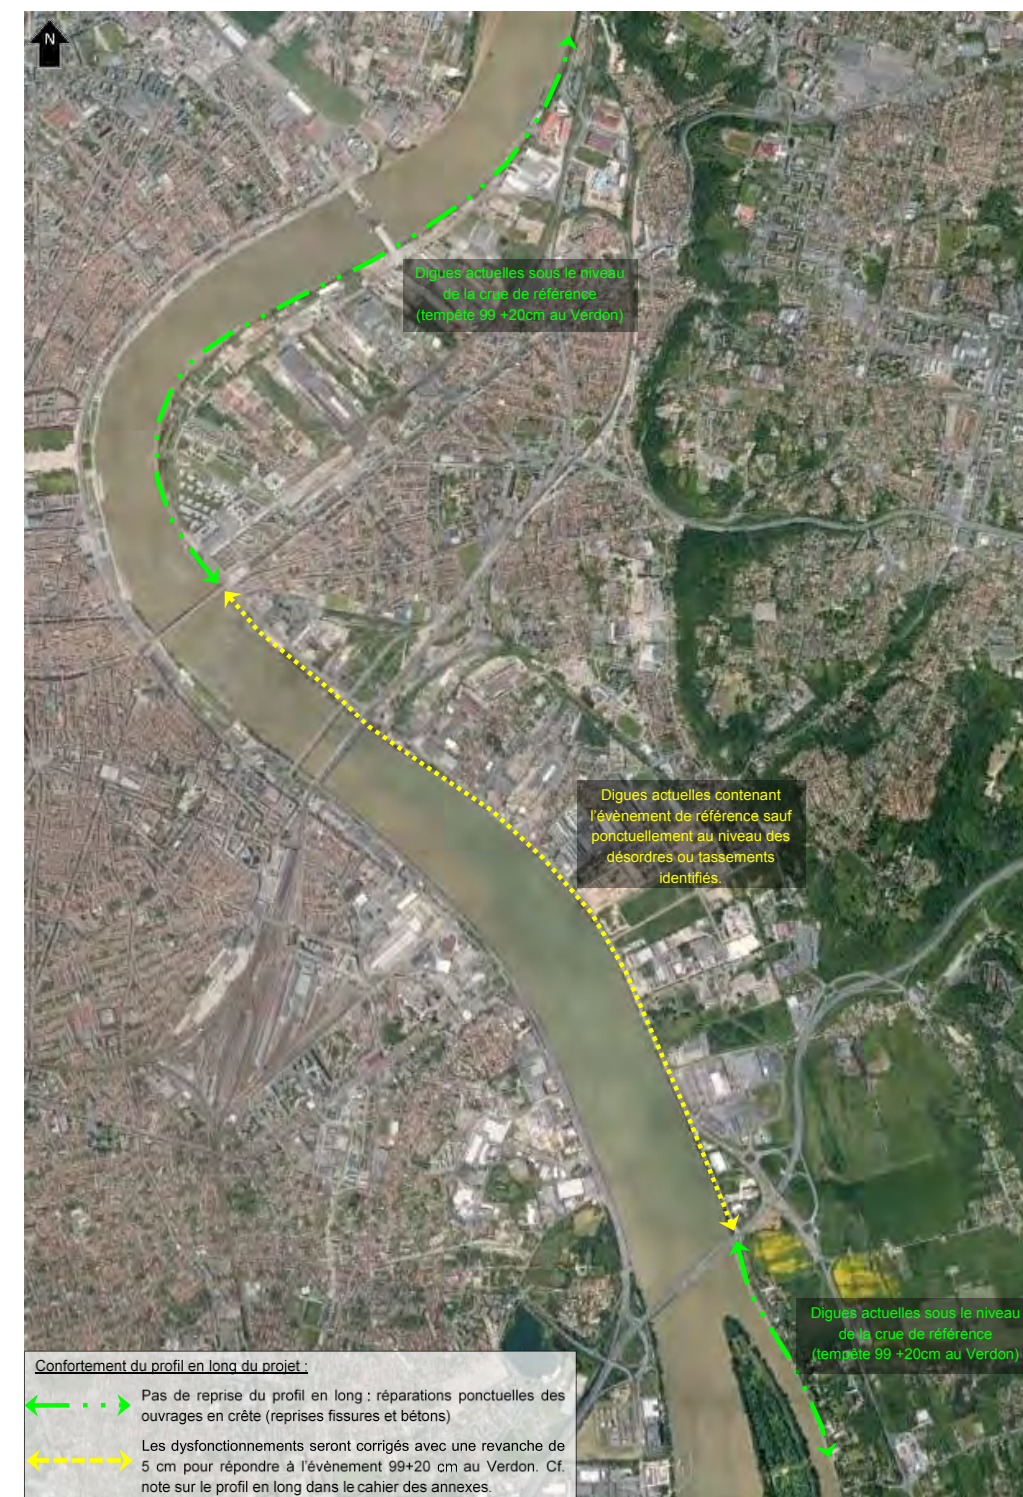 N
Digues actuelles sous le niveau
de la crue de référence
(tempête 99 +20cm au Verdon)
Digues actuelles contenant
l'évènement de référence sauf
ponctuellement au niveau des
désordres ou tassements
identifiés.
Digues actuelles sous le niveau
de la crue de référence
(tempête 99 +20cm au Verdon)
Confortement du profil en long du projet :
Pas de reprise du profil en long : réparations ponctuelles des
ouvrages en crête (reprises fissures et bétons)
Les dysfonctionnements seront corrigés avec une revanche de
5 cm pour répondre à l'évènement 99+20 cm au Verdon. Cf.
note sur le profil en long dans le cahier des annexes.